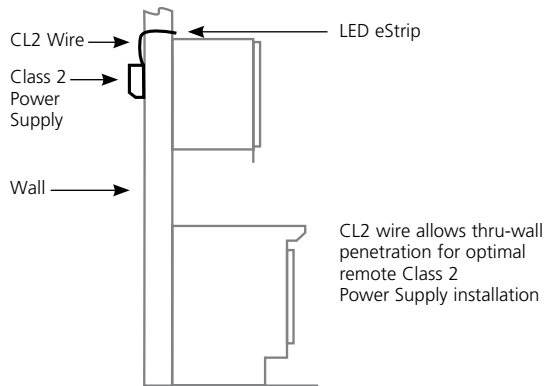 LED eStrip
CL2 Wire
Class 2
Power
Supply
Wall
CL2 wire allows thru-wall
penetration for optimal
remote Class 2
Power Supply installation